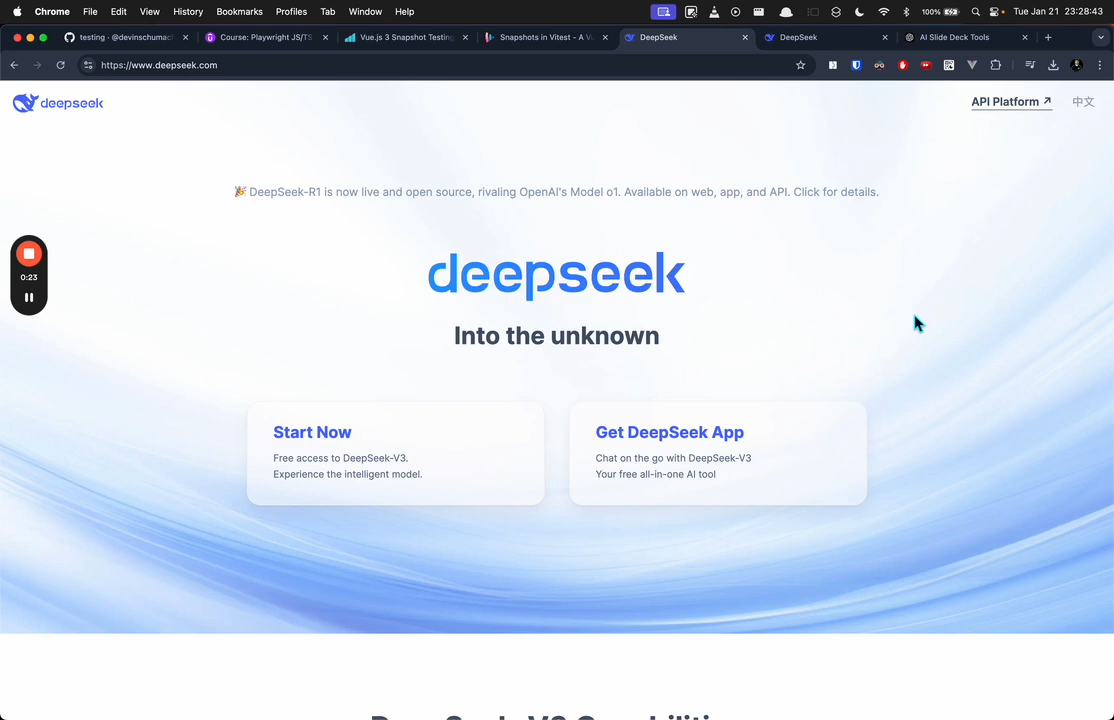 Chrome File Edit View History Bookmarks Profiles Tab Window Help 100% Tue Jan 21 23:28:43
testing · @devinschumac Course: Playwright JS/TS Vue.js 3 Snapshot Testing Snapshots in Vitest - A Vu DeepSeek DeepSeek AI Slide Deck Tools
https://www.deepseek.com
deepseek API Platform 中文
🎉 DeepSeek-R1 is now live and open source, rivaling OpenAI's Model o1. Available on web, app, and API. Click for details.
0:23
deepseek
Into the unknown
Start Now
Free access to DeepSeek-V3.
Experience the intelligent model.
Get DeepSeek App
Chat on the go with DeepSeek-V3
Your free all-in-one AI tool